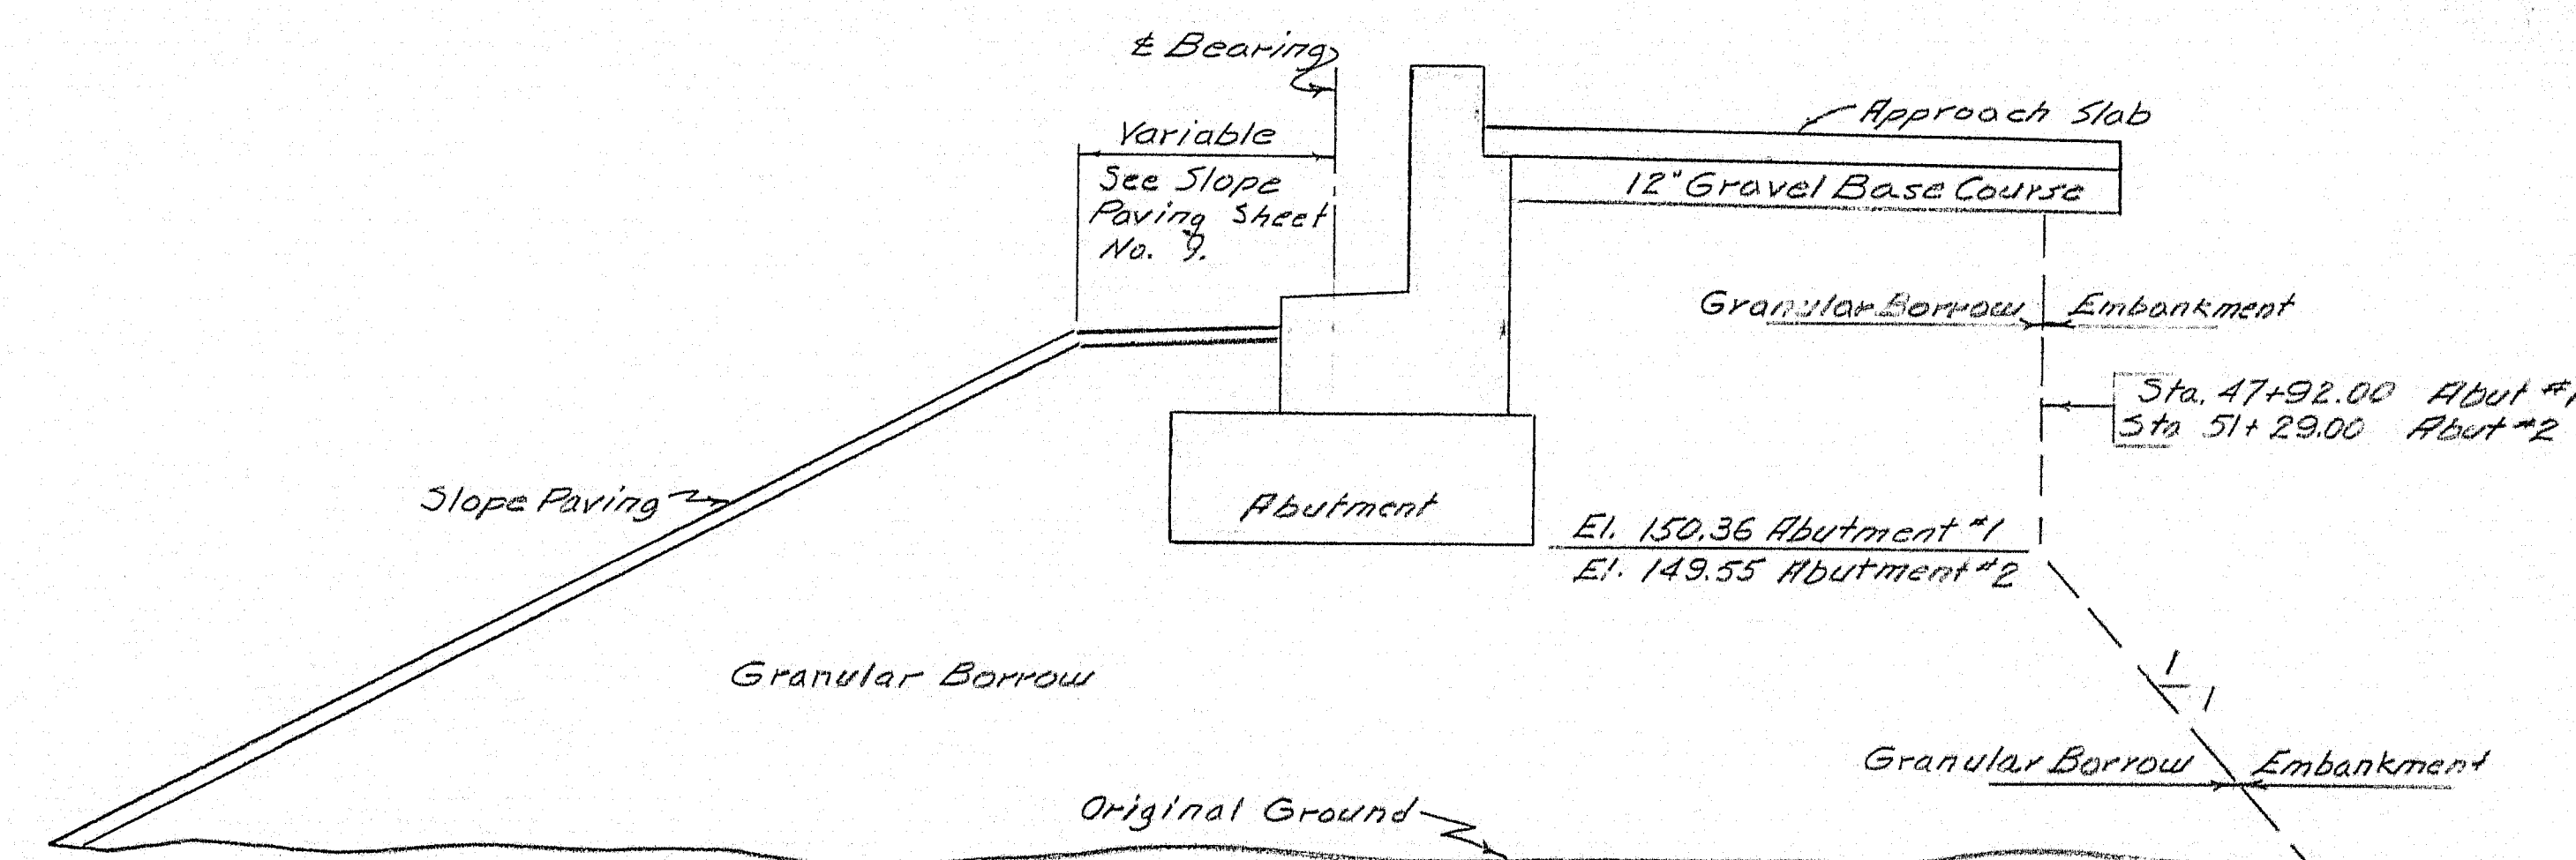 ℄ Bearing
Variable
See Slope
Paving Sheet
No. 9.
Approach Slab
12" Gravel Base Course
Granular Borrow
Embankment
Sta. 47+92.00 Abut #1
Sta 51+29.00 Abut #2
Slope Paving
Abutment
El. 150.36 Abutment #1
El. 149.55 Abutment #2
Granular Borrow
1
1
Granular Borrow
Embankment
Original Ground